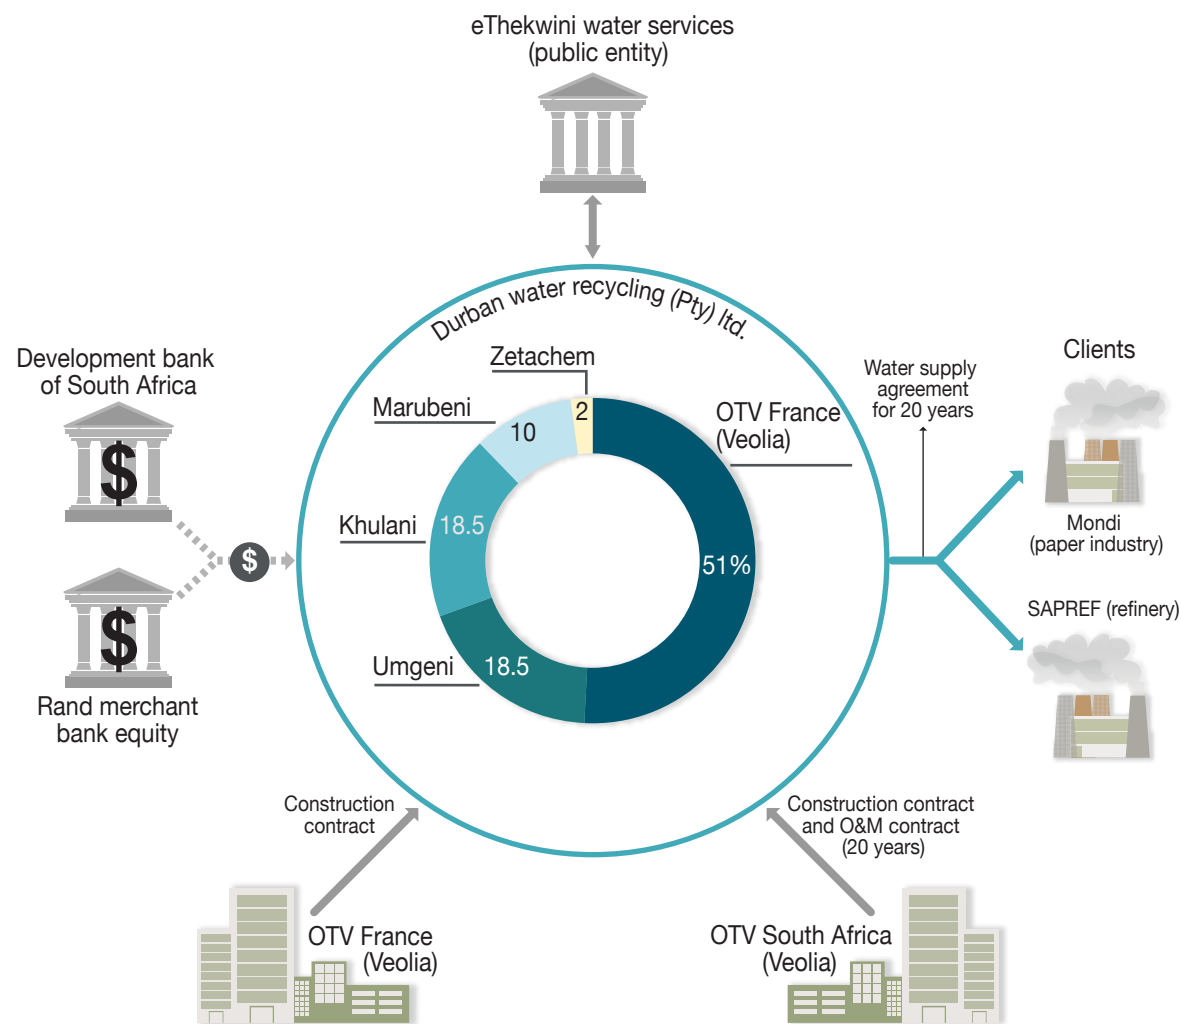 eThekwini water services
(public entity)
Durban water recycling (Pty) ltd.
Development bank
of South Africa
$
$
$
Rand merchant
bank equity
Zetachem
2
Marubeni
10
Khulani
18.5
Umgeni
18.5
OTV France
(Veolia)
51%
Water supply
agreement
for 20 years
Clients
Mondi
(paper industry)
SAPREF (refinery)
Construction
contract
OTV France
(Veolia)
Construction contract
and O&M contract
(20 years)
OTV South Africa
(Veolia)